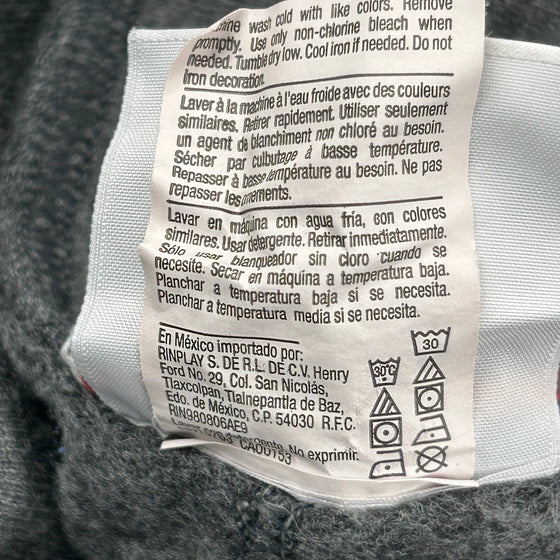 wash cold with like colors. Remove
promptly. Use only non-chlorine bleach when
needed. Tumble dry low. Cool iron if needed. Do not
iron decoration.
Laver à la machine à l'eau froide avec des couleurs
similaires. Retirer rapidement. Utiliser seulement
un agent de blanchiment non chloré au besoin.
Sécher par culbutage à basse température.
Repasser à basse température au besoin. Ne pas
repasser les ornements.
Lavar en máquina con agua fría, con colores
similares. Usar detergente. Retirar inmediatamente.
Sólo usar blanqueador sin cloro cuando se
necesite. Secar en máquina a temperatura baja.
Planchar a temperatura baja si se necesita.
Planchar a temperatura media si se necesita.
En México importado por:
RINPLAY S. DE R.L. DE C.V. Henry
Ford No. 29, Col. San Nicolás,
Tlaxcolpan, Tlalnepantla de Baz,
Edo. de México, C.P. 54030 R.F.C.
RIN980806AE9
No exprimir.
CA00153
30
30°C